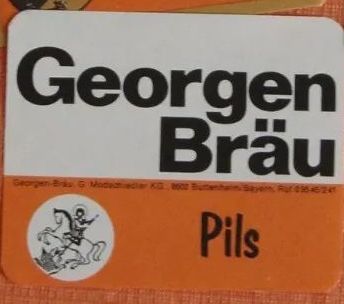 Georgen
Bräu
Georgen-Bräu, G. Modschiedler KG., 8602 Buttenheim/Bayern, Ruf 09545/241
Pils